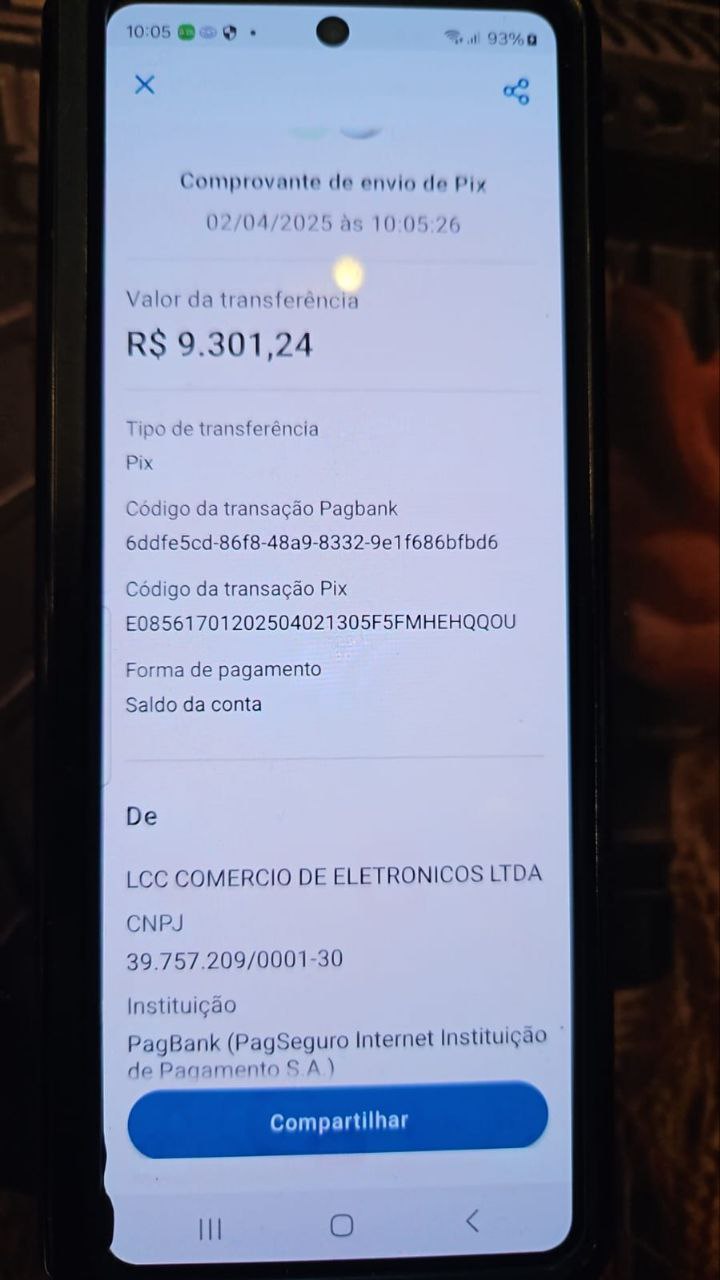 10:05
93%
Comprovante de envio de Pix
02/04/2025 às 10:05:26
Valor da transferência
R$ 9.301,24
Tipo de transferência
Pix
Código da transação Pagbank
6ddfe5cd-86f8-48a9-8332-9e1f686bfbd6
Código da transação Pix
E08561701202504021305F5FMHEHQQOU
Forma de pagamento
Saldo da conta
De
LCC COMERCIO DE ELETRONICOS LTDA
CNPJ
39.757.209/0001-30
Instituição
PagBank (PagSeguro Internet Instituição
de Pagamento S.A.)
Compartilhar